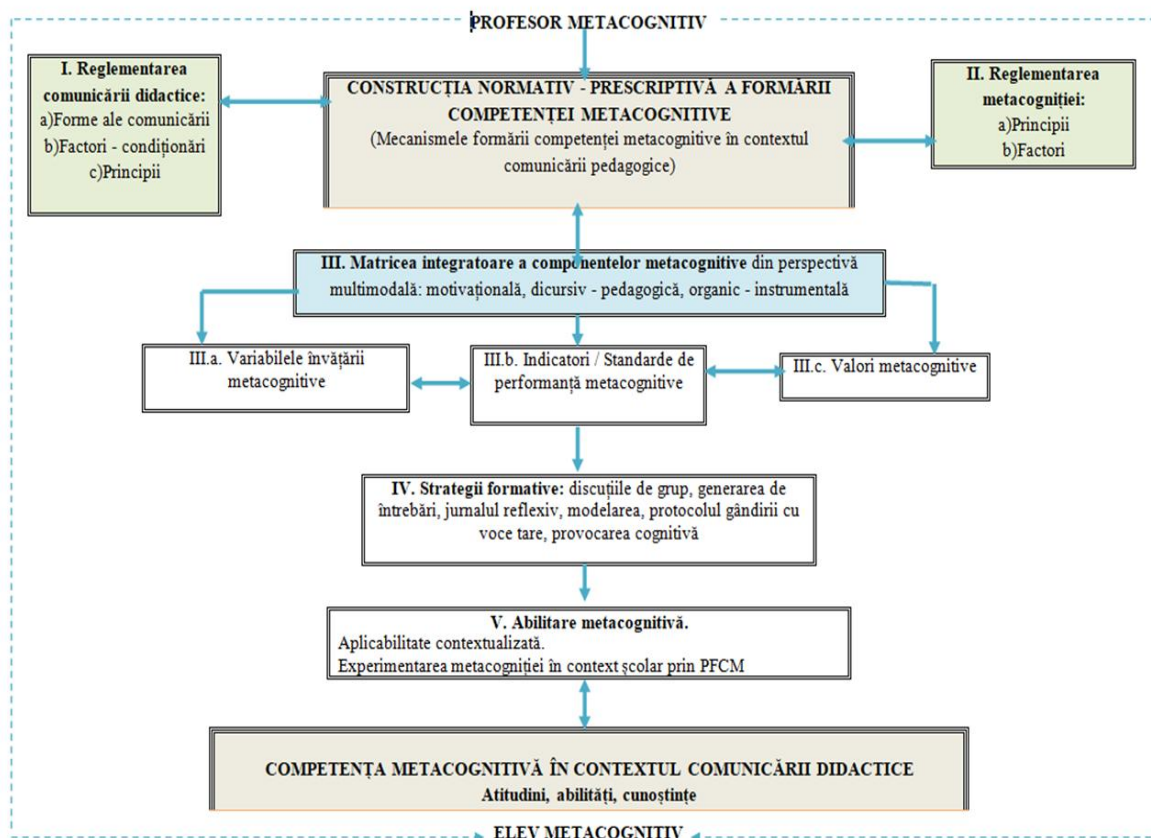 PROFESOR METACOGNITIV
I. Reglementarea
comunicării didactice:
a)Forme ale comunicării
b)Factori - condiționări
c)Principii
CONSTRUCȚIA NORMATIV - PRESCRIPTIVĂ A FORMĂRII
COMPETENȚEI METACOGNITIVE
(Mecanismele formării competenței metacognitive în contextul
comunicării pedagogice)
II. Reglementarea
metacogniției:
a)Principii
b)Factori
III. Matricea integratoare a componentelor metacognitive din perspectivă
multimodală: motivațională, dicursiv - pedagogică, organic - instrumentală
III.a. Variabilele învățării
metacognitive
III.b. Indicatori / Standarde de
performanță metacognitive
III.c. Valori metacognitive
IV. Strategii formative: discuțiile de grup, generarea de
întrebări, jurnalul reflexiv, modelarea, protocolul gândirii cu
voce tare, provocarea cognitivă
V. Abilitare metacognitivă.
Aplicabilitate contextualizată.
Experimentarea metacogniției în context școlar prin PFCM
COMPETENȚA METACOGNITIVĂ ÎN CONTEXTUL COMUNICĂRII DIDACTICE
Atitudini, abilități, cunoștințe
ELEV METACOGNITIV